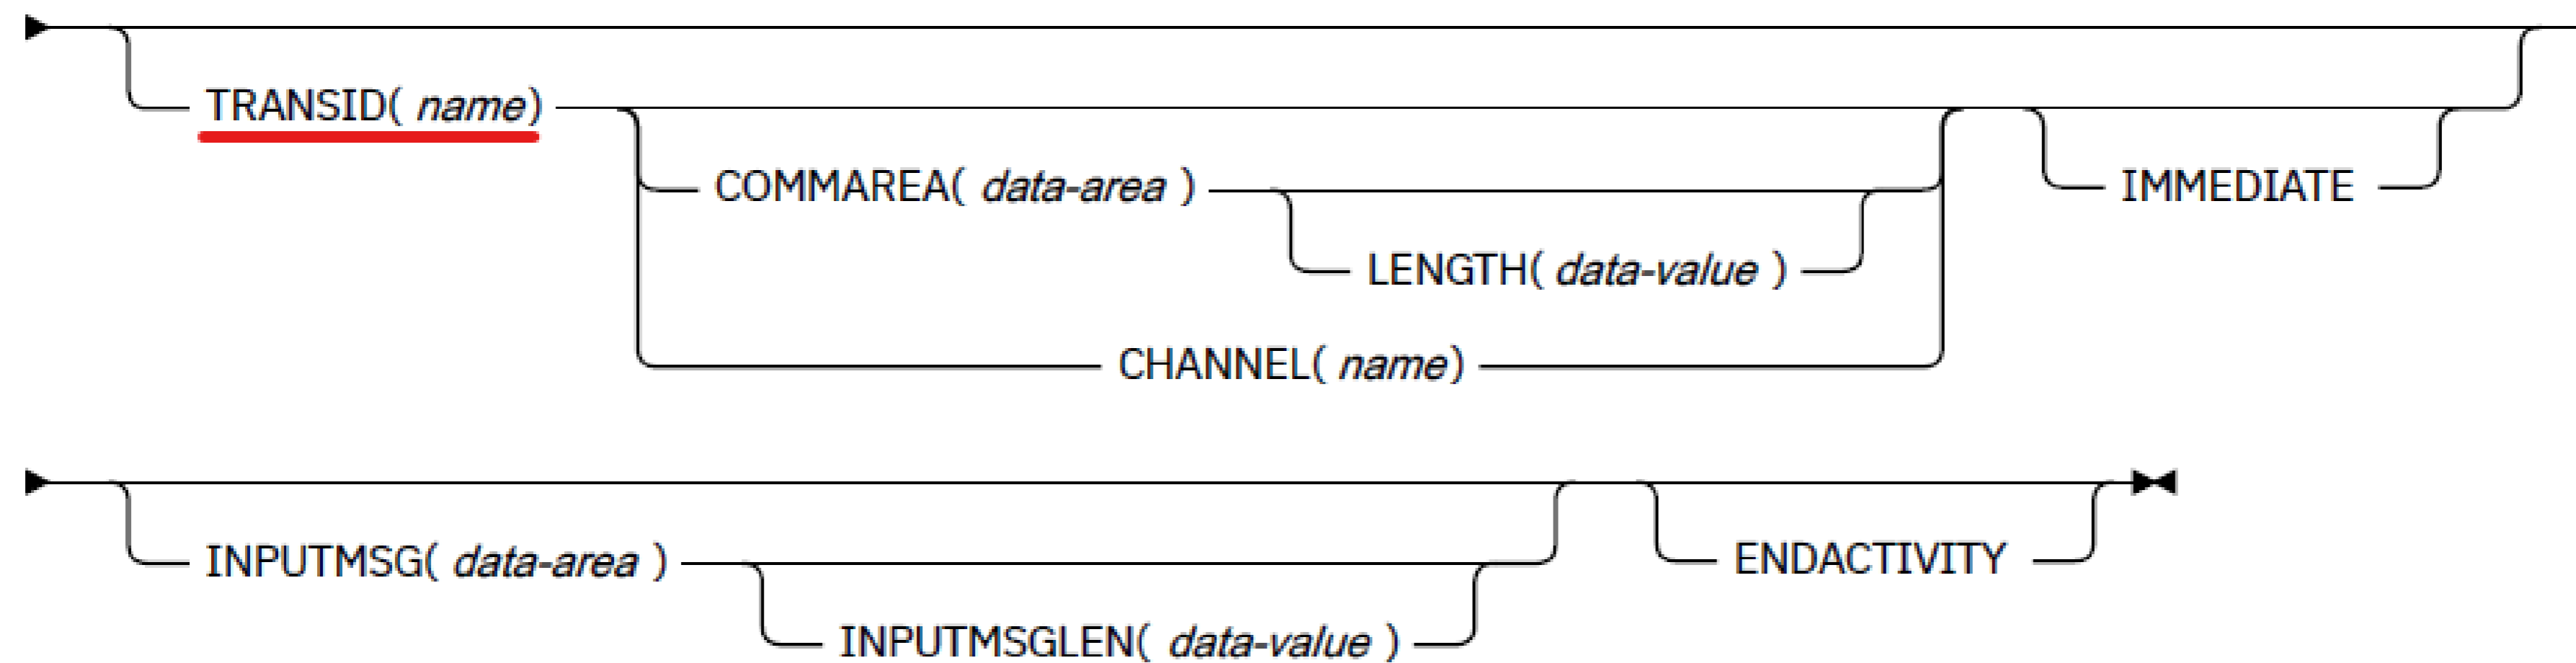 TRANSID( name)
COMMAREA( data-area ) IMMEDIATE
LENGTH( data-value )
CHANNEL( name)
INPUTMSG( data-area ) ENDACTIVITY
INPUTMSGLEN( data-value )